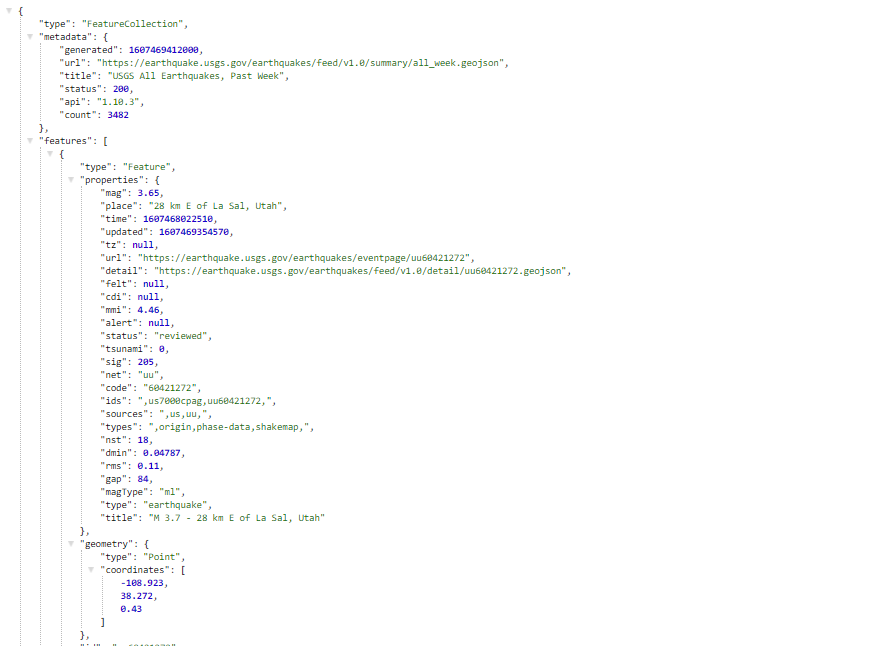 {
"type": "FeatureCollection",
"metadata": {
"generated": 1607469412000,
"url": "https://earthquake.usgs.gov/earthquakes/feed/v1.0/summary/all_week.geojson",
"title": "USGS All Earthquakes, Past Week",
"status": 200,
"api": "1.10.3",
"count": 3482
},
"features": [
{
"type": "Feature",
"properties": {
"mag": 3.65,
"place": "28 km E of La Sal, Utah",
"time": 1607468022510,
"updated": 1607469354570,
"tz": null,
"url": "https://earthquake.usgs.gov/earthquakes/eventpage/uu60421272",
"detail": "https://earthquake.usgs.gov/earthquakes/feed/v1.0/detail/uu60421272.geojson",
"felt": null,
"cdi": null,
"mmi": 4.46,
"alert": null,
"status": "reviewed",
"tsunami": 0,
"sig": 205,
"net": "uu",
"code": "60421272",
"ids": ",us7000cpag,uu60421272,",
"sources": ",us,uu,",
"types": ",origin,phase-data,shakemap,",
"nst": 18,
"dmin": 0.04787,
"rms": 0.11,
"gap": 84,
"magType": "ml",
"type": "earthquake",
"title": "M 3.7 - 28 km E of La Sal, Utah"
},
"geometry": {
"type": "Point",
"coordinates": [
-108.923,
38.272,
0.43
]
},